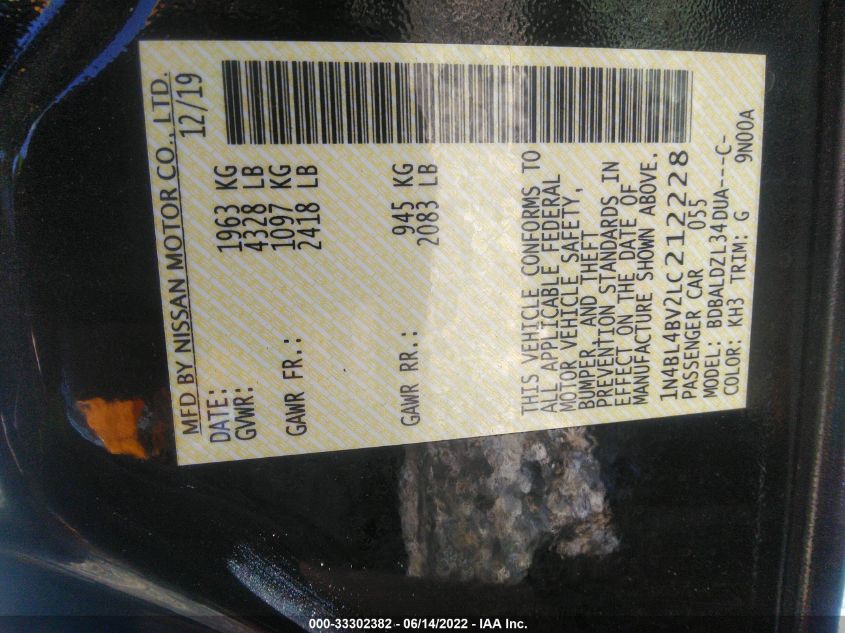 MFD BY NISSAN MOTOR CO., LTD.
DATE: 12/19
GVWR: 1963 KG
4328 LB
GAWR FR.: 1097 KG
2418 LB
GAWR RR.: 945 KG
2083 LB
THIS VEHICLE CONFORMS TO
ALL APPLICABLE FEDERAL
MOTOR VEHICLE SAFETY,
BUMPER AND THEFT
PREVENTION STANDARDS IN
EFFECT ON THE DATE OF
MANUFACTURE SHOWN ABOVE.
1N4BL4BV2LC212228
PASSENGER CAR 055
MODEL: BDBALDZL34DUA---C-
COLOR: KH3 TRIM: G 9N00A
000-33302382 - 06/14/2022 - IAA Inc.